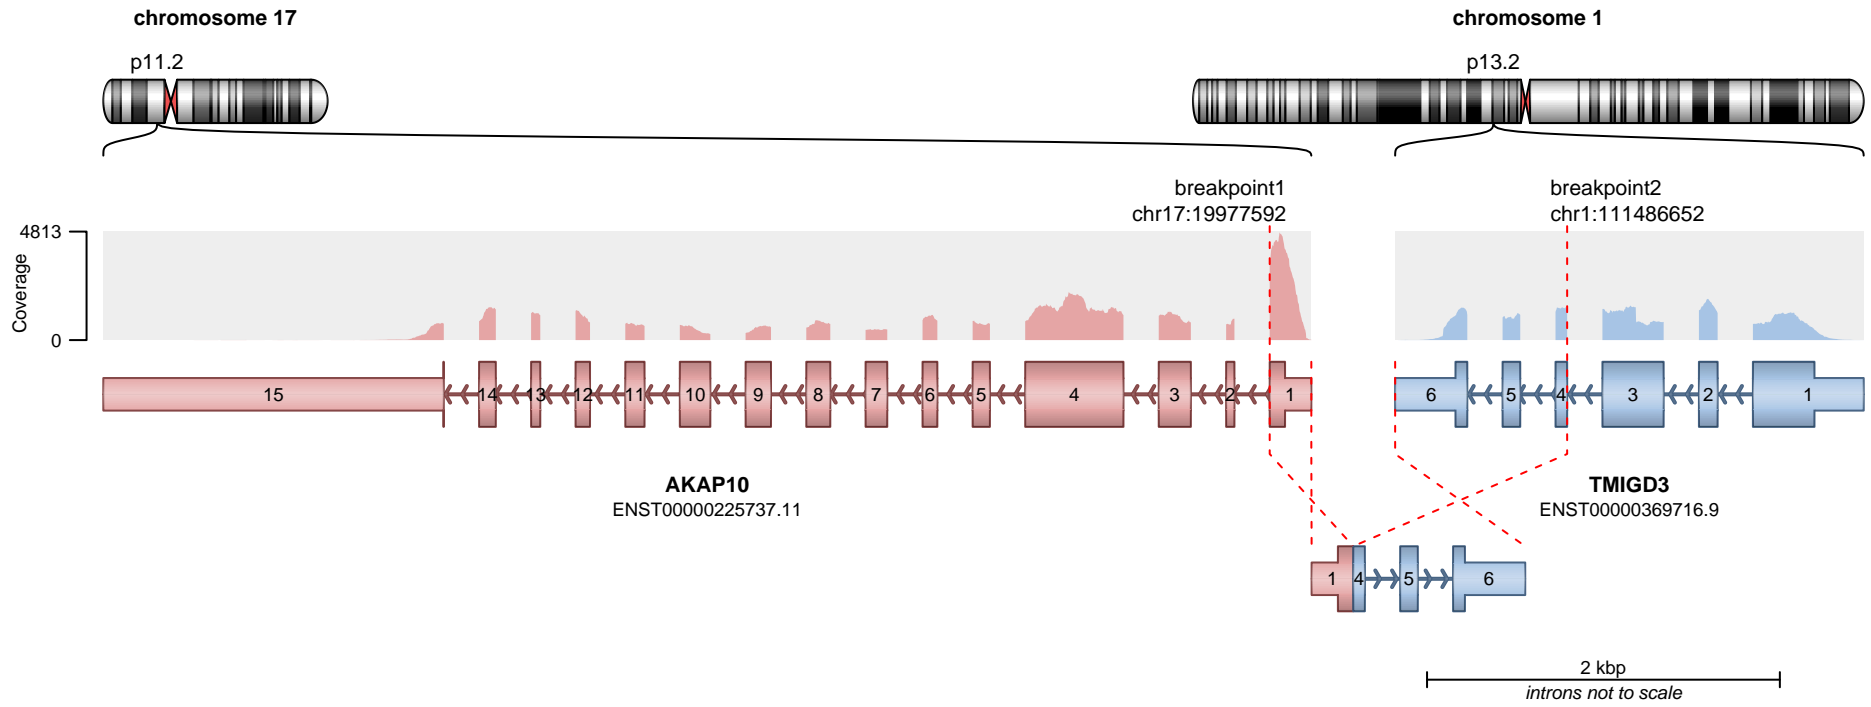 chromosome 17
chromosome 1
p11.2
p13.2
breakpoint1
chr17:19977592
breakpoint2
chr1:111486652
4813
Coverage
0
15 14 13 12 11 10 9 8 7 6 5 4 3 2 1
6 5 4 3 2 1
AKAP10
ENST00000225737.11
TMIGD3
ENST00000369716.9
1 4 5 6
2 kbp
introns not to scale